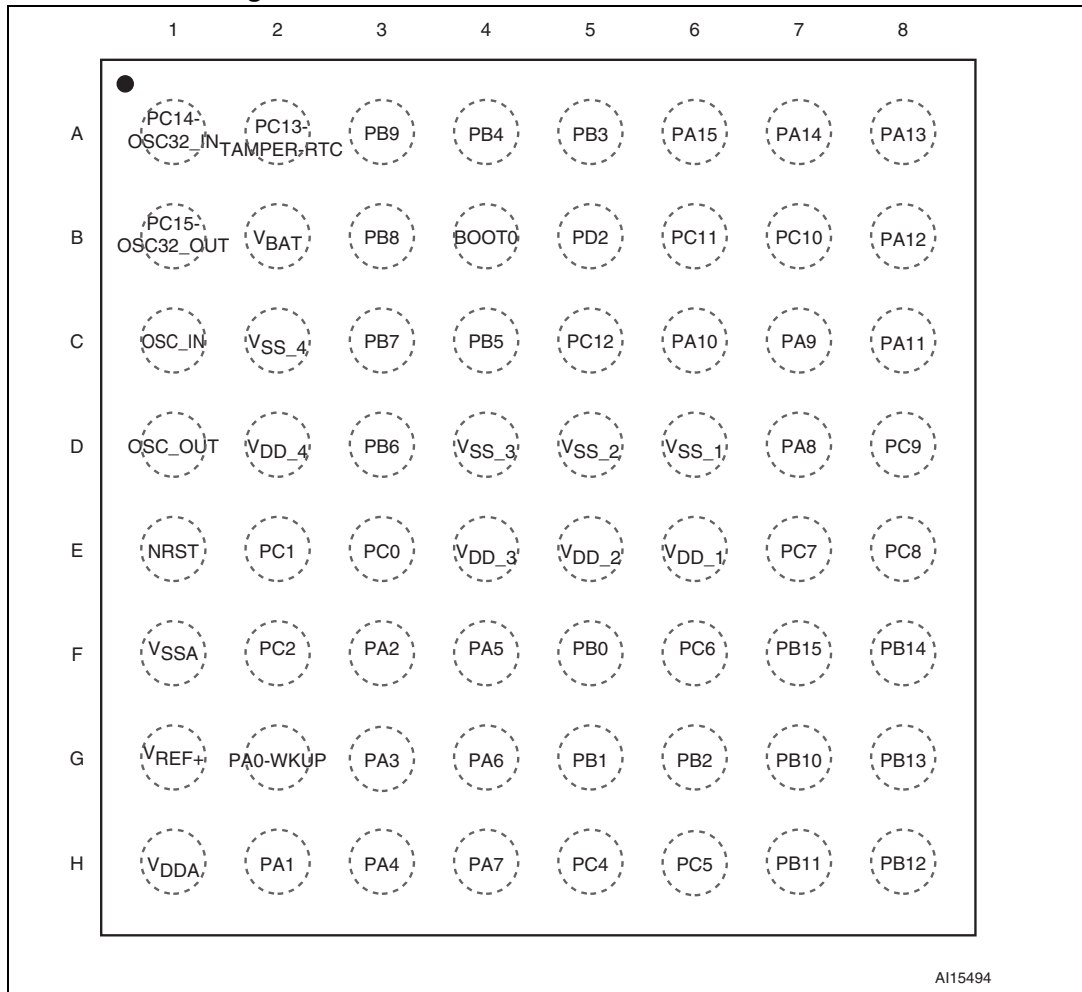 1 2 3 4 5 6 7 8
A PC14-OSC32_IN PC13-TAMPER-RTC PB9 PB4 PB3 PA15 PA14 PA13
B PC15-OSC32_OUT VBAT PB8 BOOT0 PD2 PC11 PC10 PA12
C OSC_IN VSS_4 PB7 PB5 PC12 PA10 PA9 PA11
D OSC_OUT VDD_4 PB6 VSS_3 VSS_2 VSS_1 PA8 PC9
E NRST PC1 PC0 VDD_3 VDD_2 VDD_1 PC7 PC8
F VSSA PC2 PA2 PA5 PB0 PC6 PB15 PB14
G VREF+ PA0-WKUP PA3 PA6 PB1 PB2 PB10 PB13
H VDDA PA1 PA4 PA7 PC4 PC5 PB11 PB12
AI15494